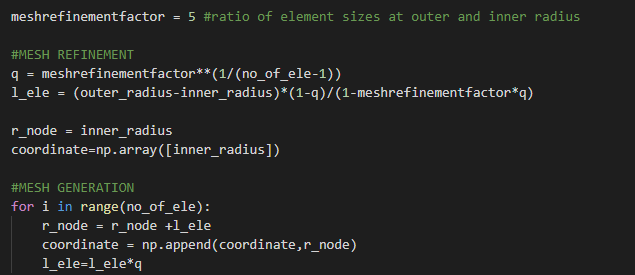 meshrefinementfactor = 5 #ratio of element sizes at outer and inner radius
#MESH REFINEMENT
q = meshrefinementfactor**(1/(no_of_ele-1))
l_ele = (outer_radius-inner_radius)*(1-q)/(1-meshrefinementfactor*q)
r_node = inner_radius
coordinate=np.array([inner_radius])
#MESH GENERATION
for i in range(no_of_ele):
    r_node = r_node +l_ele
    coordinate = np.append(coordinate,r_node)
    l_ele=l_ele*q